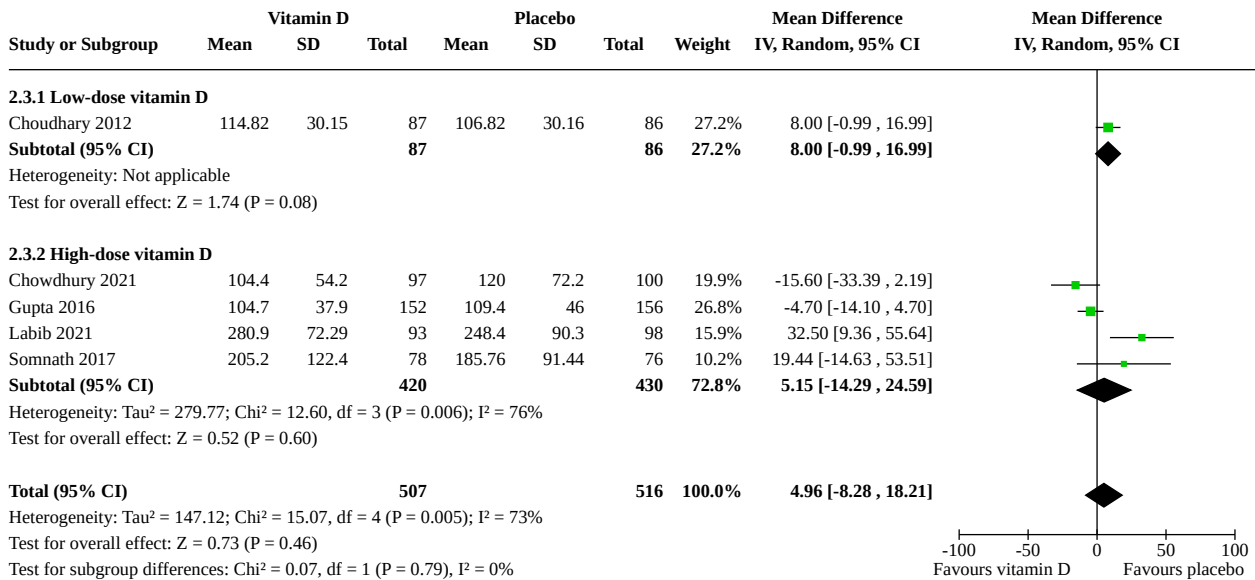 Vitamin D Placebo Mean Difference Mean Difference
Study or Subgroup Mean SD Total Mean SD Total Weight IV, Random, 95% CI IV, Random, 95% CI
2.3.1 Low-dose vitamin D
Choudhary 2012 114.82 30.15 87 106.82 30.16 86 27.2% 8.00 [-0.99 , 16.99]
Subtotal (95% CI) 87 86 27.2% 8.00 [-0.99 , 16.99]
Heterogeneity: Not applicable
Test for overall effect: Z = 1.74 (P = 0.08)
2.3.2 High-dose vitamin D
Chowdhury 2021 104.4 54.2 97 120 72.2 100 19.9% -15.60 [-33.39 , 2.19]
Gupta 2016 104.7 37.9 152 109.4 46 156 26.8% -4.70 [-14.10 , 4.70]
Labib 2021 280.9 72.29 93 248.4 90.3 98 15.9% 32.50 [9.36 , 55.64]
Somnath 2017 205.2 122.4 78 185.76 91.44 76 10.2% 19.44 [-14.63 , 53.51]
Subtotal (95% CI) 420 430 72.8% 5.15 [-14.29 , 24.59]
Heterogeneity: Tau² = 279.77; Chi² = 12.60, df = 3 (P = 0.006); I² = 76%
Test for overall effect: Z = 0.52 (P = 0.60)
Total (95% CI) 507 516 100.0% 4.96 [-8.28 , 18.21]
Heterogeneity: Tau² = 147.12; Chi² = 15.07, df = 4 (P = 0.005); I² = 73%
Test for overall effect: Z = 0.73 (P = 0.46) -100 -50 0 50 100
Test for subgroup differences: Chi² = 0.07, df = 1 (P = 0.79), I² = 0% Favours vitamin D Favours placebo